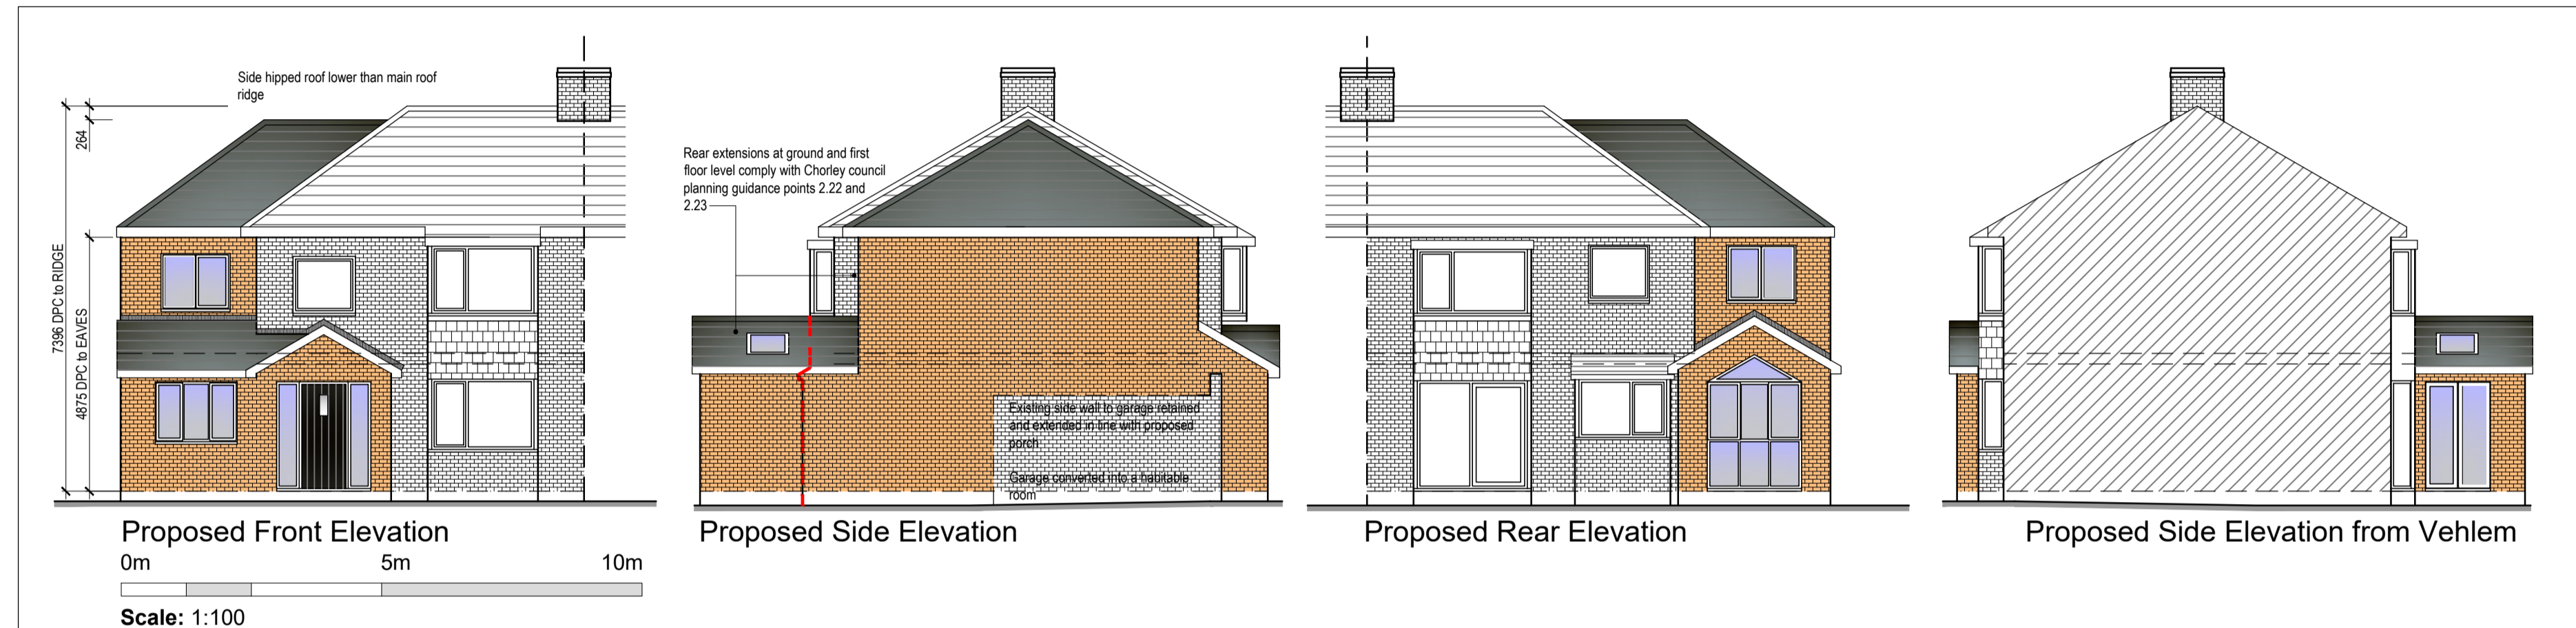 Side hipped roof lower than main roof
ridge
264
7396 DPC to RIDGE
4875 DPC to EAVES
Proposed Front Elevation
0m 5m 10m
Scale: 1:100
Rear extensions at ground and first
floor level comply with Chorley council
planning guidance points 2.22 and
2.23
Existing side wall to garage retained
and extended in line with proposed
porch
Garage converted into a habitable
room
Proposed Side Elevation
Proposed Rear Elevation
Proposed Side Elevation from Vehlem